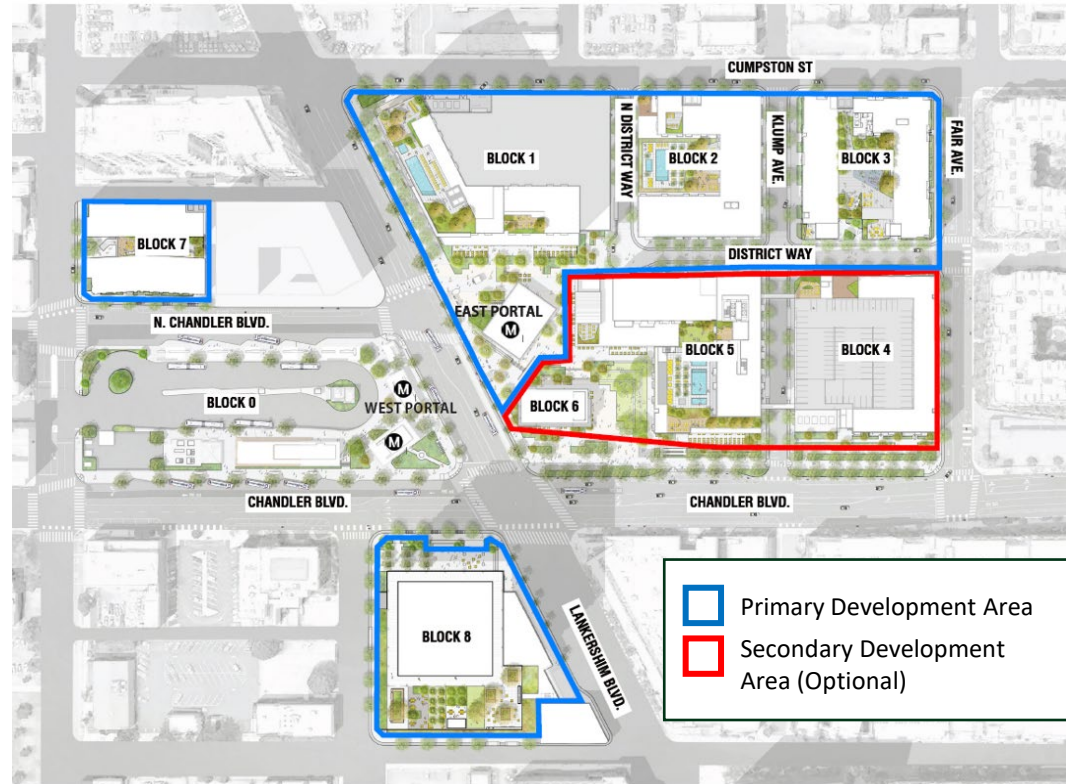 CUMPSTON ST
BLOCK 1
N DISTRICT WAY
BLOCK 2
KLUMP AVE.
BLOCK 3
FAIR AVE.
BLOCK 7
DISTRICT WAY
N. CHANDLER BLVD.
EAST PORTAL
M
BLOCK 5
BLOCK 4
M
BLOCK 0
WEST PORTAL
BLOCK 6
M
CHANDLER BLVD.
CHANDLER BLVD.
BLOCK 8
LANKERSHIM BLVD.
Primary Development Area
Secondary Development
Area (Optional)